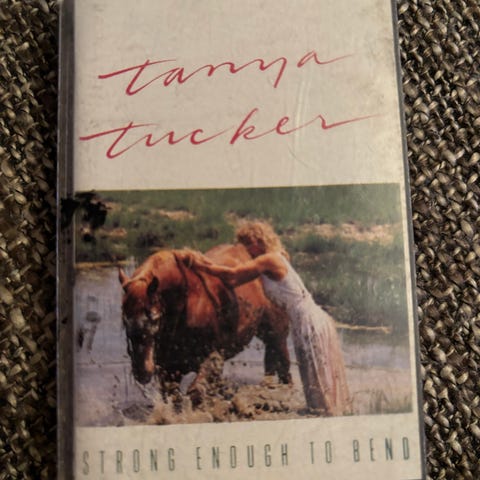 tanya
tucker
STRONG ENOUGH TO BEND